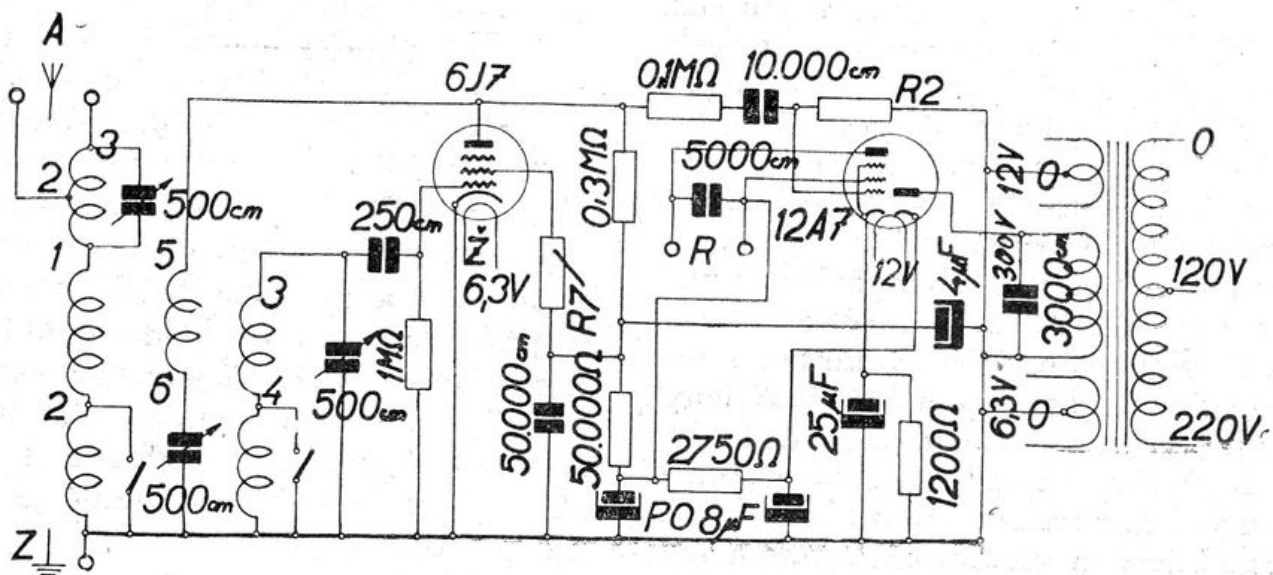 A
3
2
500cm
1
5
2
6
500cm
Z
3
4
500cm
250cm
1MΩ
6J7
Ż
6,3V
R7
50.000cm
0,1MΩ
10.000cm
R2
0,3MΩ
5000cm
R
12A7
12V
50.000Ω
2750Ω
PO 8µF
4µF
25µF
1200Ω
12V
0
300V
3000cm
6,3V
0
0
120V
220V